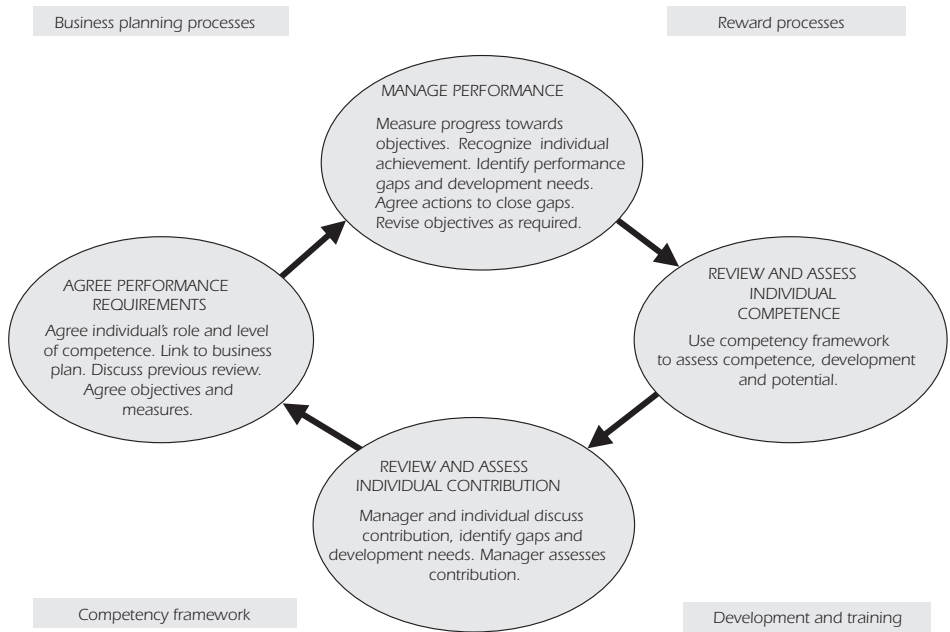 Business planning processes
Reward processes
MANAGE PERFORMANCE
Measure progress towards
objectives. Recognize individual
achievement. Identify performance
gaps and development needs.
Agree actions to close gaps.
Revise objectives as required.
AGREE PERFORMANCE
REQUIREMENTS
Agree individual's role and level
of competence. Link to business
plan. Discuss previous review.
Agree objectives and
measures.
REVIEW AND ASSESS
INDIVIDUAL
COMPETENCE
Use competency framework
to assess competence, development
and potential.
REVIEW AND ASSESS
INDIVIDUAL CONTRIBUTION
Manager and individual discuss
contribution, identify gaps and
development needs. Manager assesses
contribution.
Competency framework
Development and training